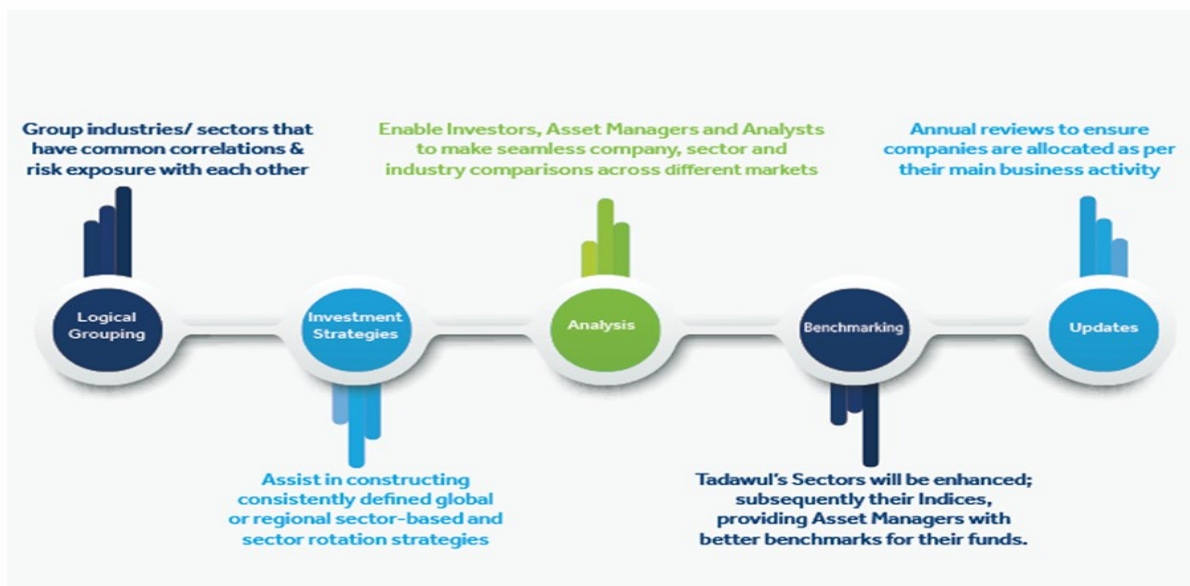 Group industries/ sectors that
have common correlations &
risk exposure with each other
Enable Investors, Asset Managers and Analysts
to make seamless company, sector and
industry comparisons across different markets
Annual reviews to ensure
companies are allocated as per
their main business activity
Logical
Grouping
Investment
Strategies
Analysis
Benchmarking
Updates
Assist in constructing
consistently defined global
or regional sector-based and
sector rotation strategies
Tadawul's Sectors will be enhanced;
subsequently their Indices,
providing Asset Managers with
better benchmarks for their funds.